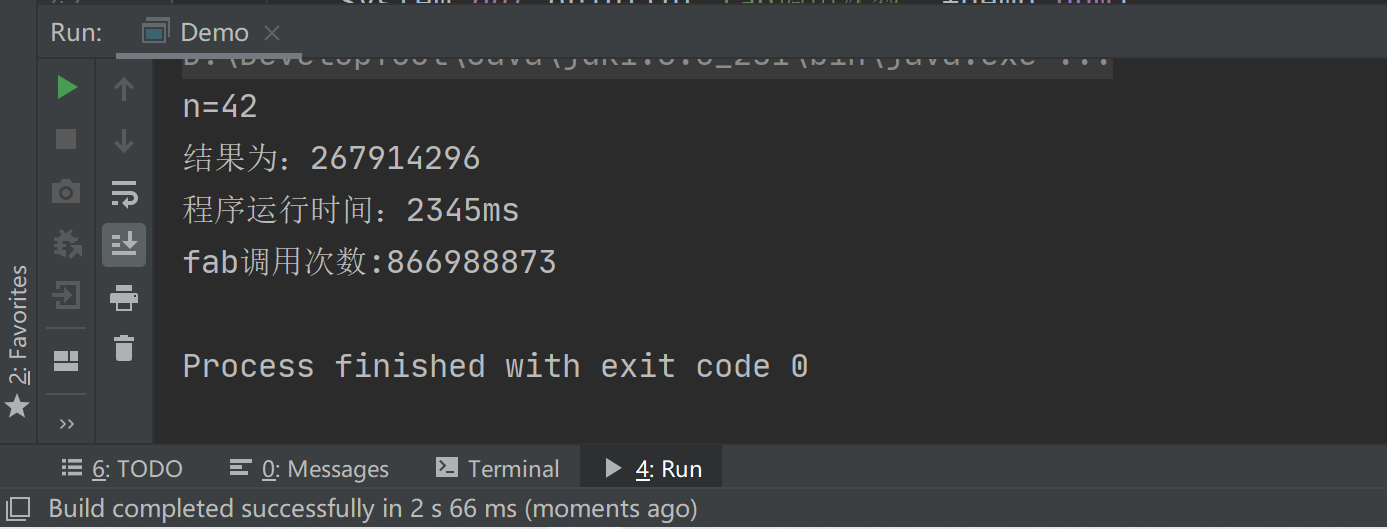 Run:
Demo
n=42
结果为：267914296
程序运行时间：2345ms
fab调用次数:866988873
Process finished with exit code 0
2: Favorites
6: TODO
0: Messages
Terminal
4: Run
Build completed successfully in 2 s 66 ms (moments ago)